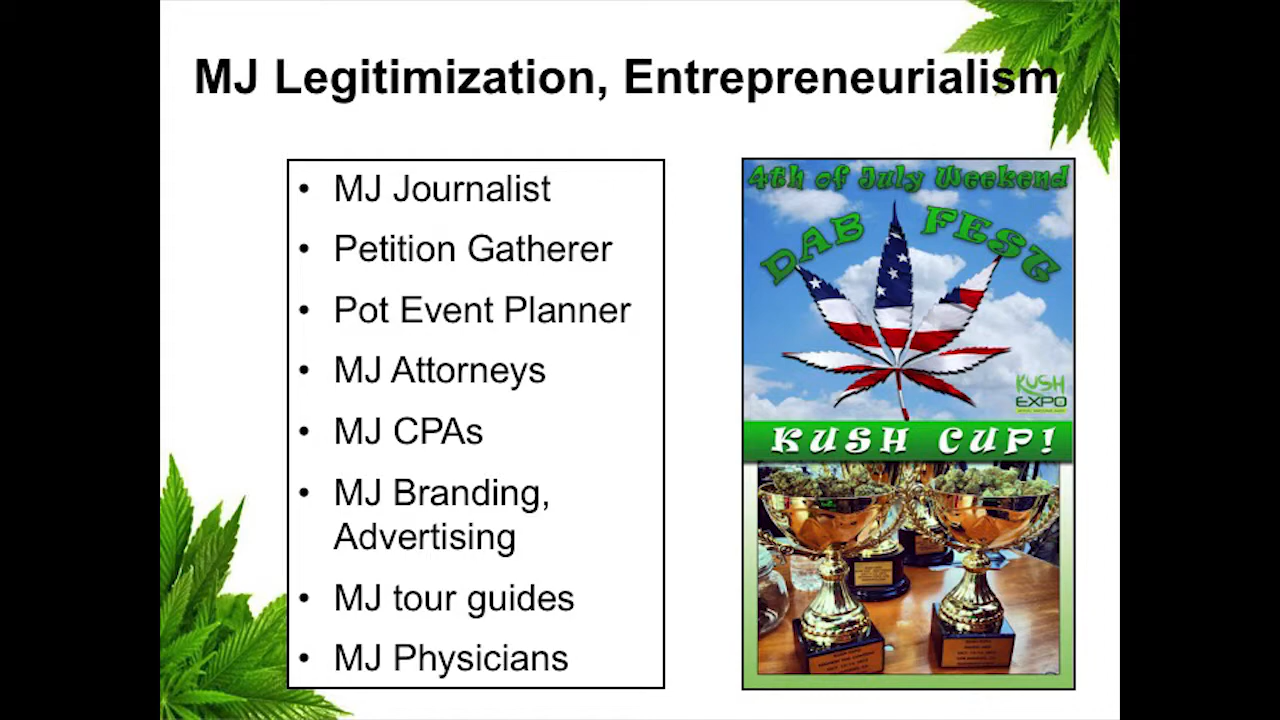 MJ Legitimization, Entrepreneurialism
• MJ Journalist
• Petition Gatherer
• Pot Event Planner
• MJ Attorneys
• MJ CPAs
• MJ Branding,
Advertising
• MJ tour guides
• MJ Physicians
4th of July Weekend
DAB FEST
KUSH
EXPO
KUSH CUP!